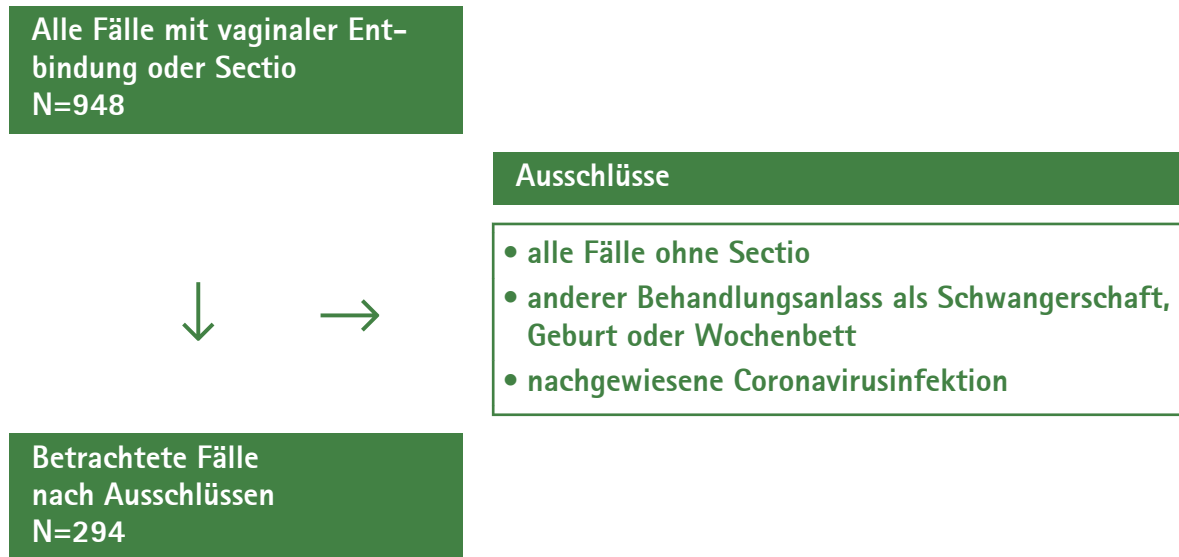 Alle Fälle mit vaginaler Ent-
bindung oder Sectio
N=948
Ausschlüsse
• alle Fälle ohne Sectio
• anderer Behandlungsanlass als Schwangerschaft,
Geburt oder Wochenbett
• nachgewiesene Coronavirusinfektion
Betrachtete Fälle
nach Ausschlüssen
N=294